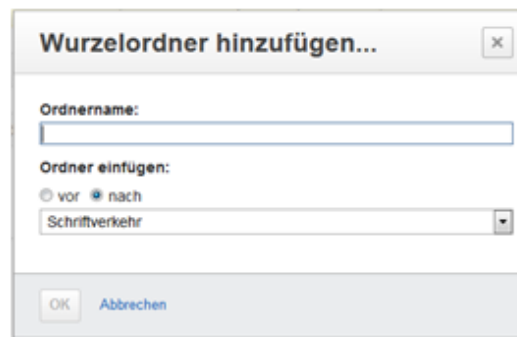 Wurzelordner hinzufügen...
Ordnername:
Ordner einfügen:
vor nach
Schriftverkehr
OK Abbrechen